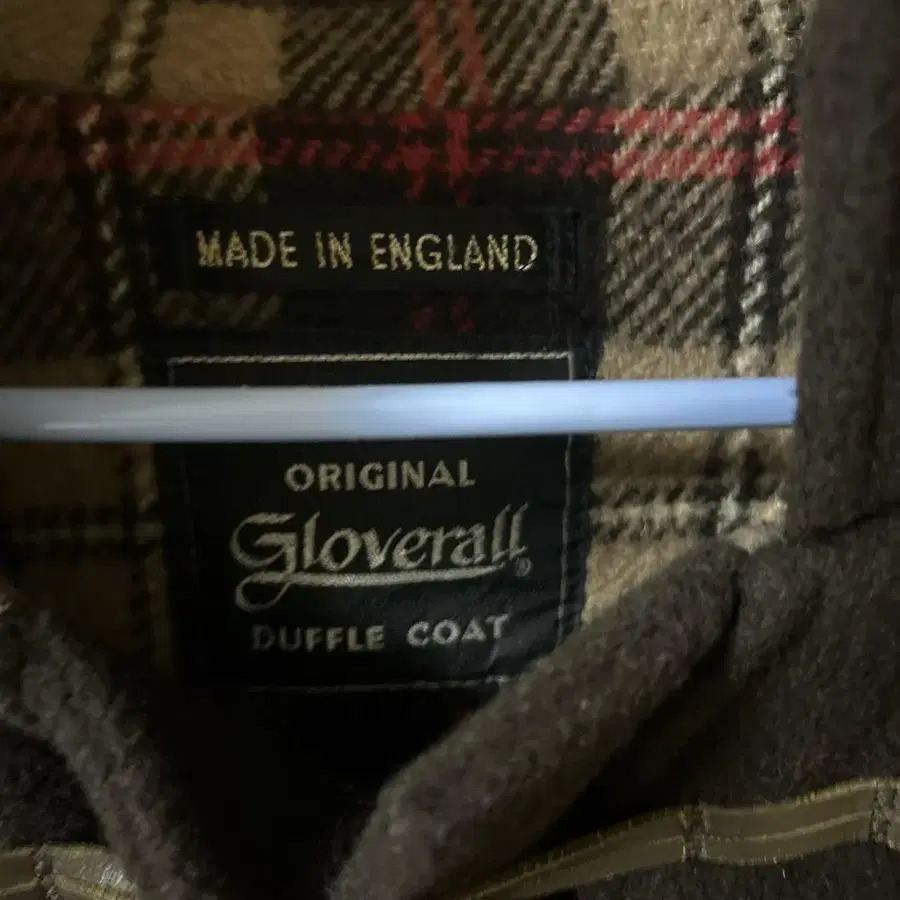 MADE IN ENGLAND
ORIGINAL
Gloverall®
DUFFLE COAT